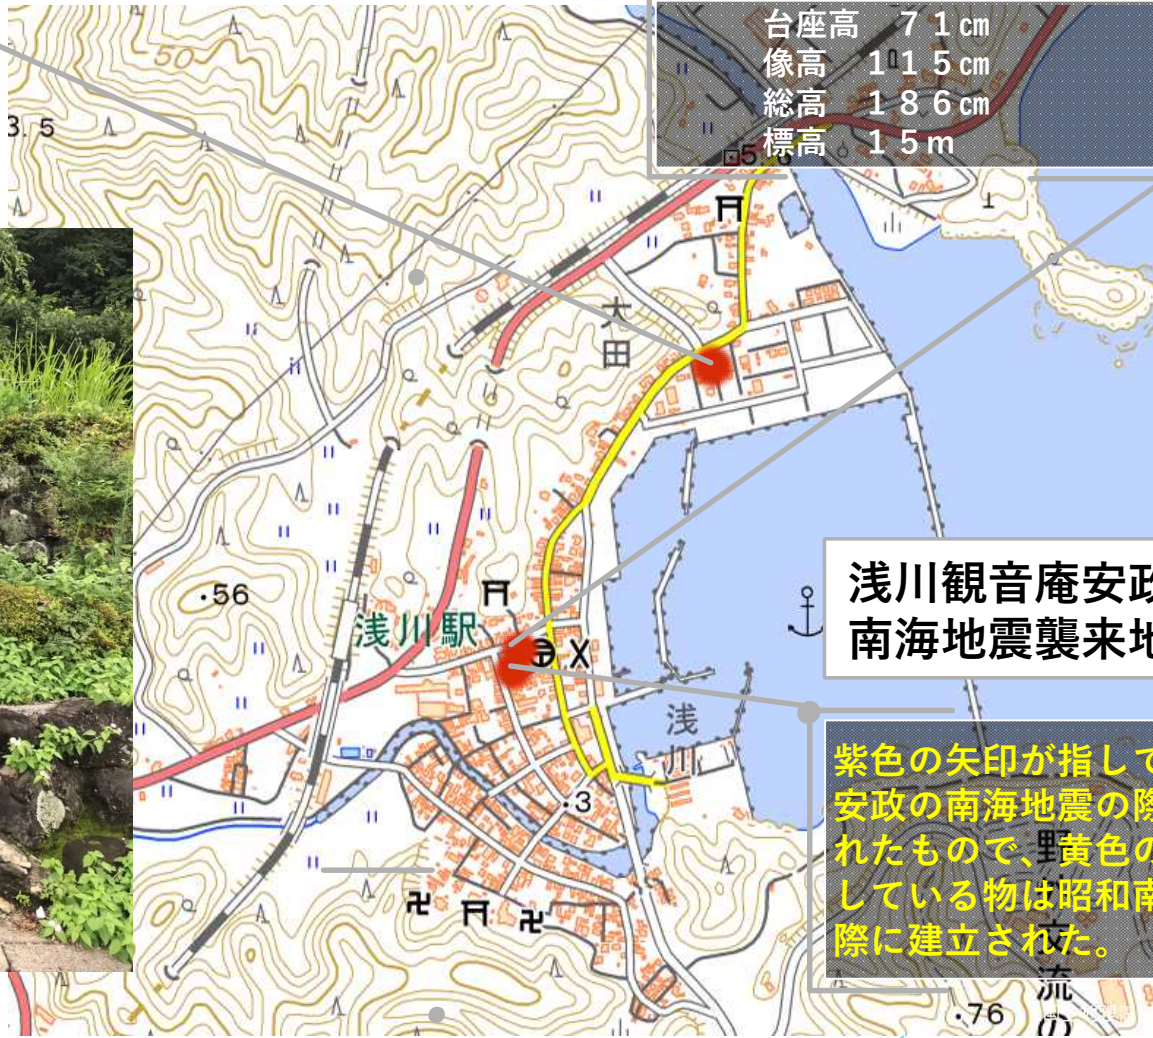 台座高　７１㎝
像高　１１５㎝
総高　１８６㎝
標高　１５ｍ
50
3.5
大田
・56
浅川駅
浅川観音庵安政
南海地震襲来地
浅川
紫色の矢印が指して
安政の南海地震の際
れたもので、黄色の
している物は昭和南
際に建立された。
・3
・76